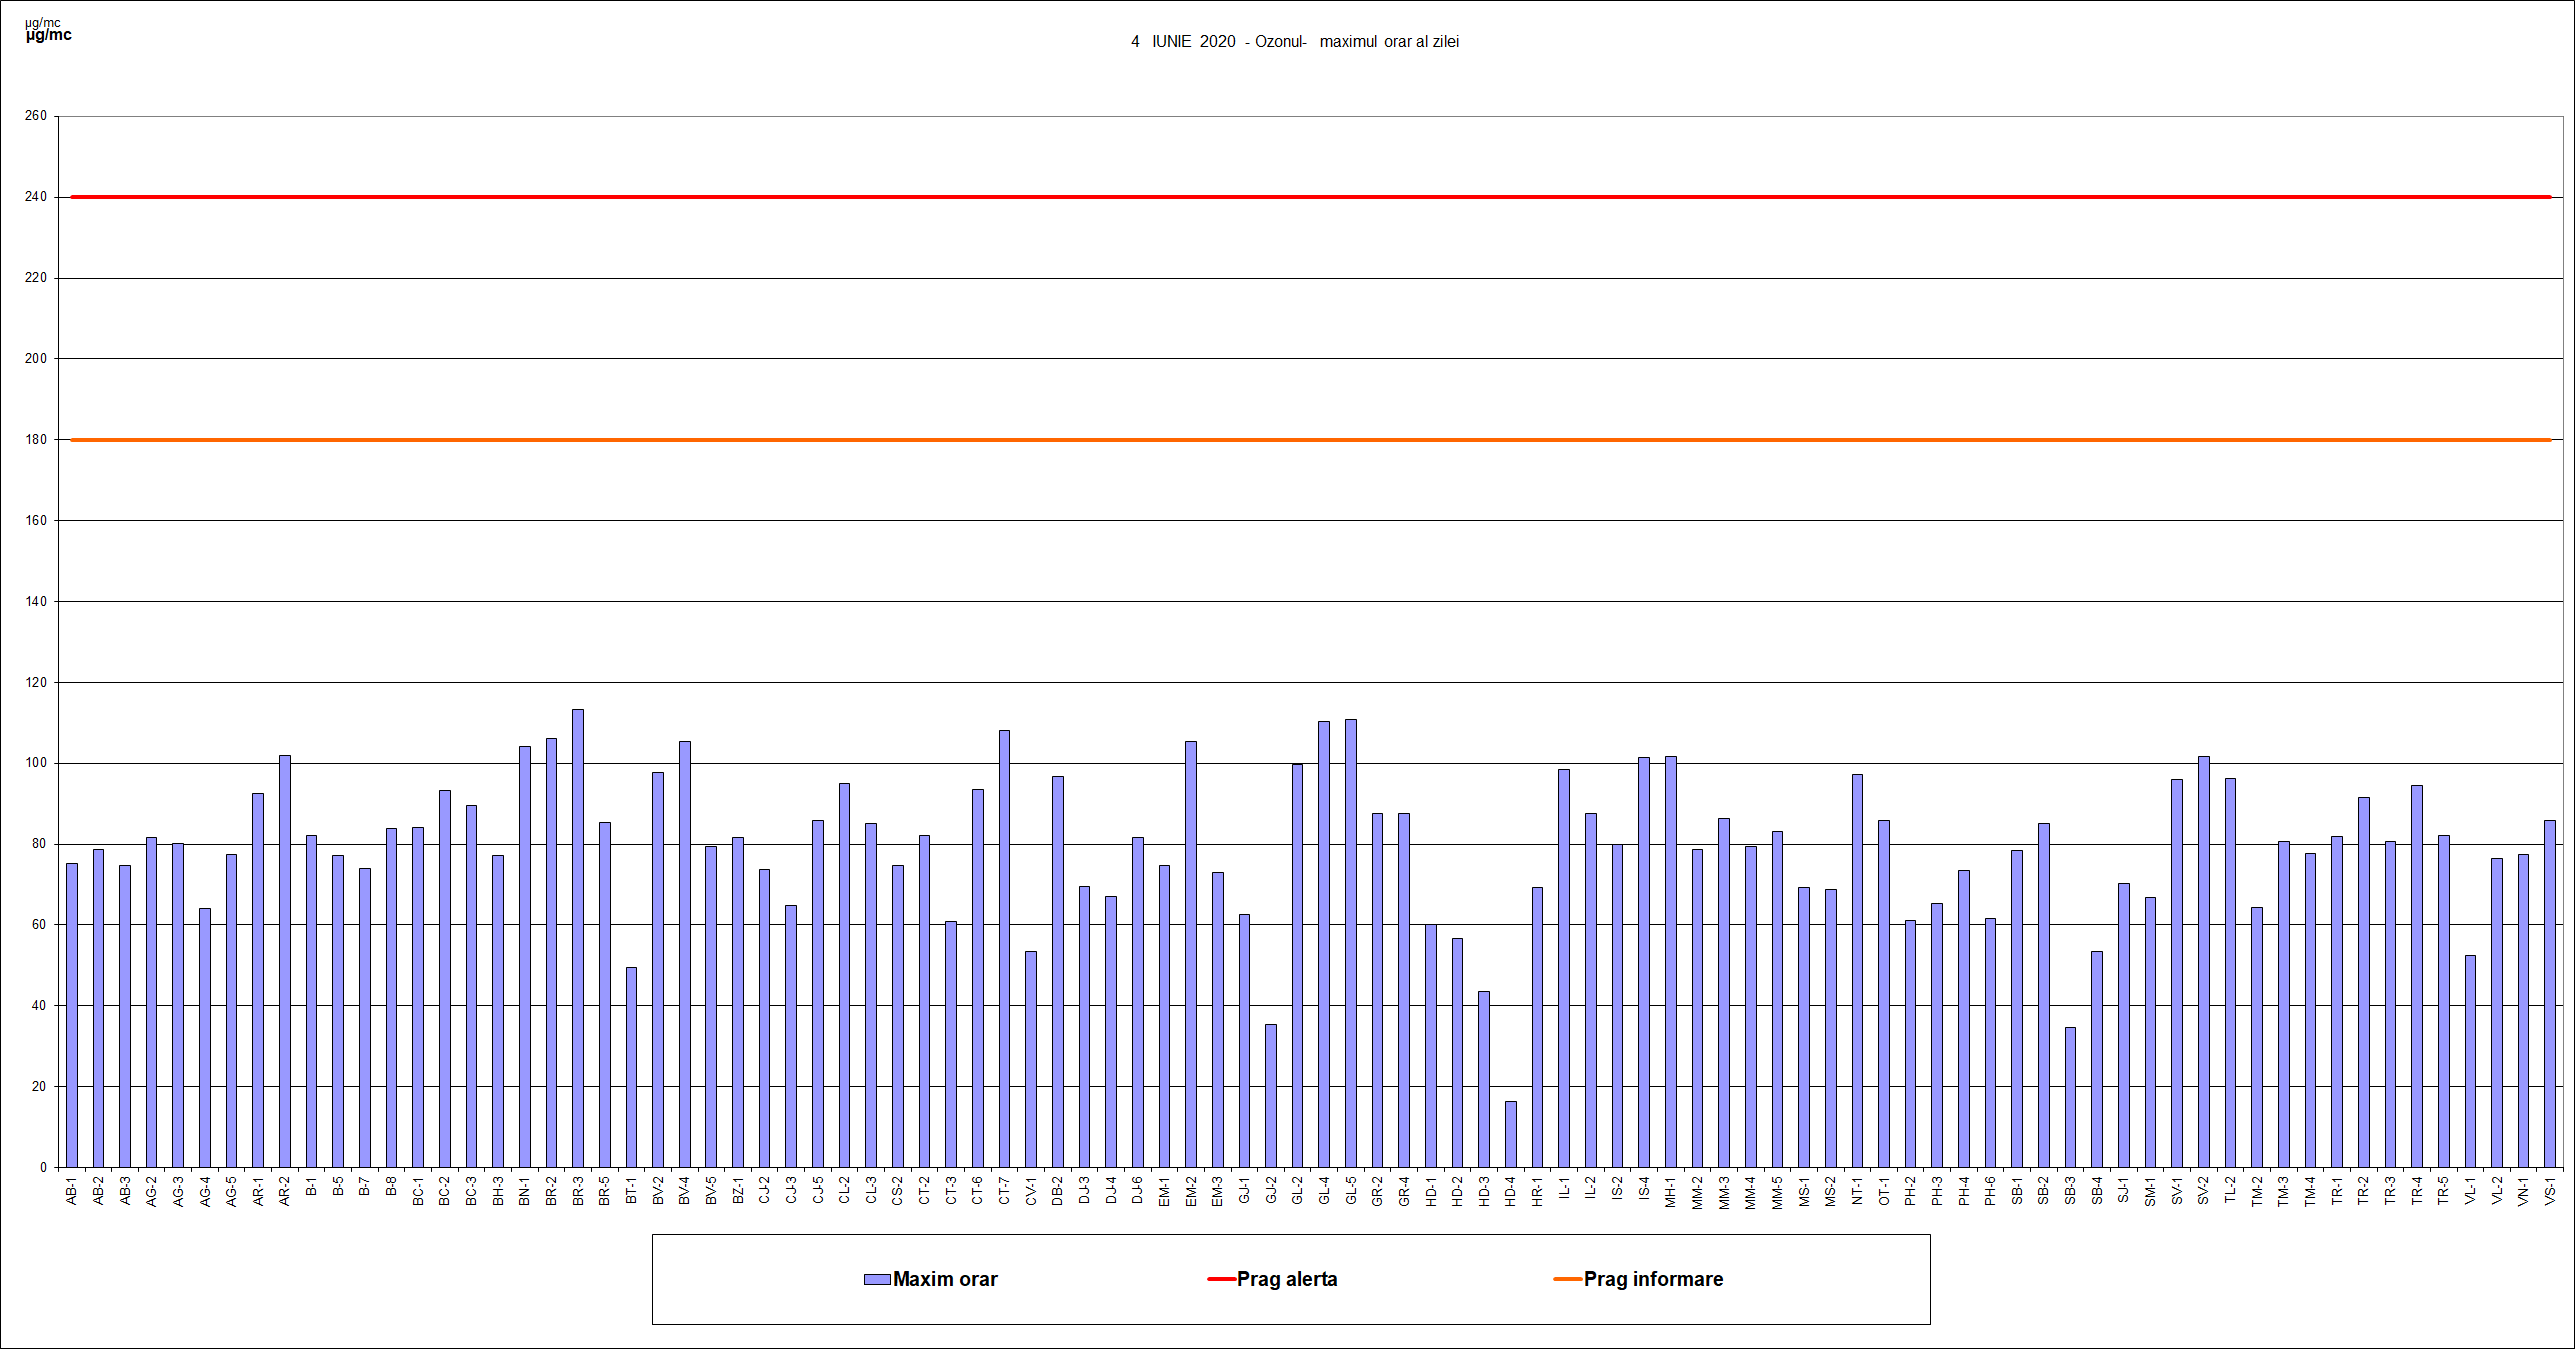 µg/mc
µg/mc
4 IUNIE 2020 - Ozonul- maximul orar al zilei
260
240
220
200
180
160
140
120
100
80
60
40
20
0
AB-1 AB-2 AB-3 AG-2 AG-3 AG-4 AG-5 AR-1 AR-2 B-1 B-5 B-7 B-8 BC-1 BC-2 BC-3 BH-3 BN-1 BR-2 BR-3 BR-5 BT-1 BV-2 BV-4 BV-5 BZ-1 CJ-2 CJ-3 CJ-5 CL-2 CL-3 CS-2 CT-2 CT-3 CT-6 CT-7 CV-1 DB-2 DJ-3 DJ-4 DJ-6 EM-1 EM-2 EM-3 GJ-1 GJ-2 GL-2 GL-4 GL-5 GR-2 GR-4 HD-1 HD-2 HD-3 HD-4 HR-1 IL-1 IL-2 IS-2 IS-4 MH-1 MM-2 MM-3 MM-4 MM-5 MS-1 MS-2 NT-1 OT-1 PH-2 PH-3 PH-4 PH-6 SB-1 SB-2 SB-3 SB-4 SJ-1 SM-1 SV-1 SV-2 TL-2 TM-2 TM-3 TM-4 TR-1 TR-2 TR-3 TR-4 TR-5 VL-1 VL-2 VN-1 VS-1
Maxim orar Prag alerta Prag informare